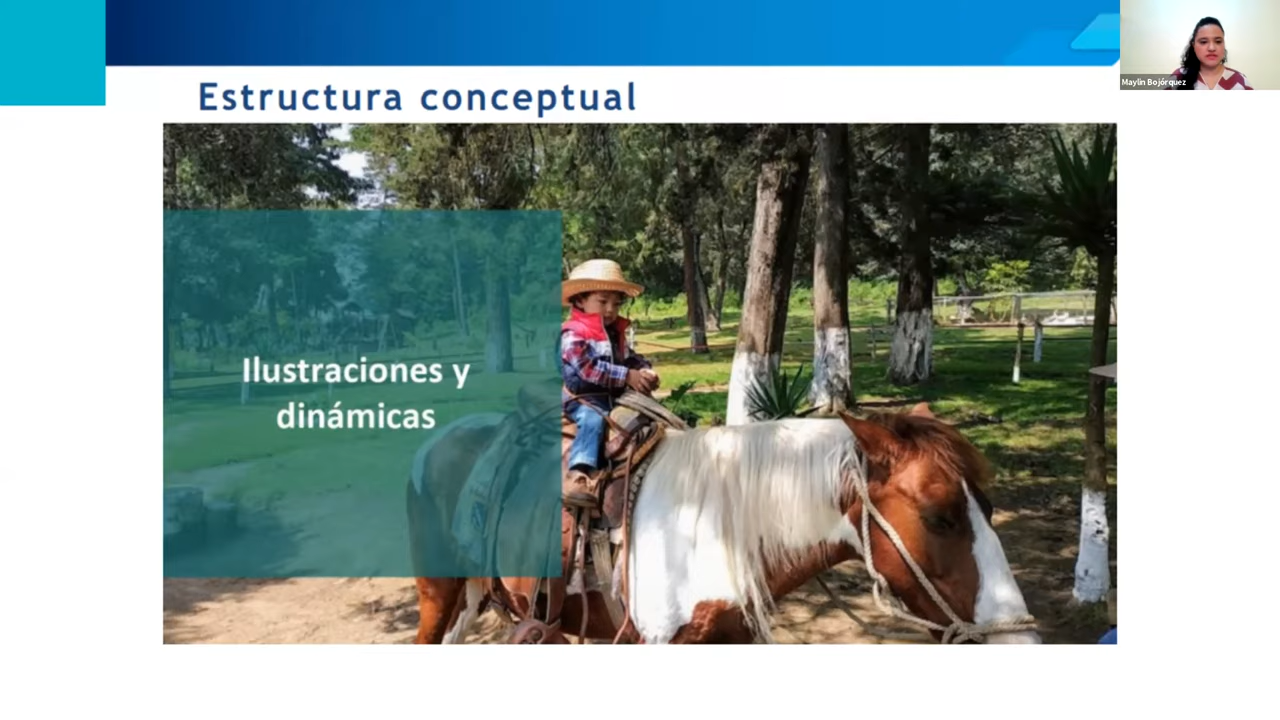 Maylin Bojórquez
Estructura conceptual
Ilustraciones y
dinámicas